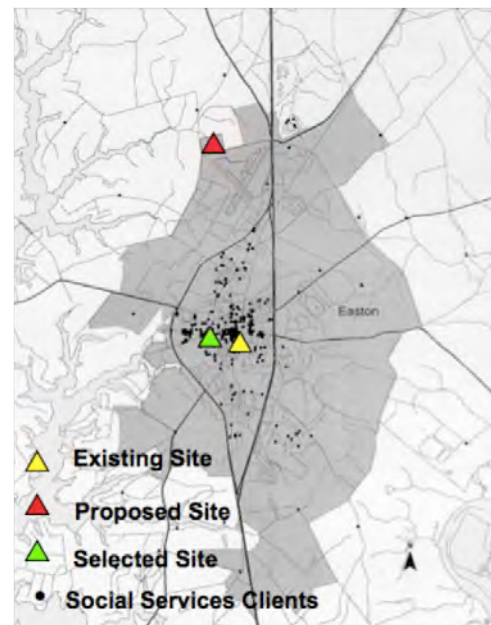 Easton
Existing Site
Proposed Site
Selected Site
Social Services Clients